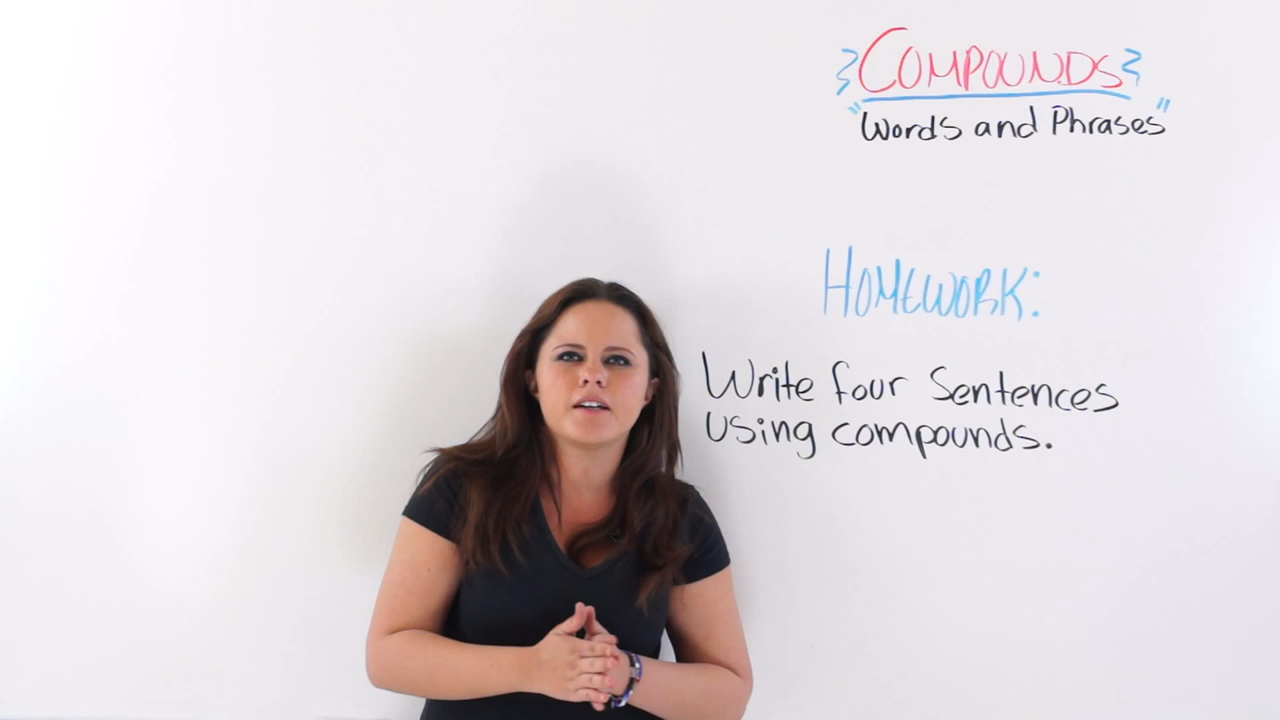 COMPOUNDS
"Words and Phrases"
HOMEWORK:
Write four Sentences
using compounds.